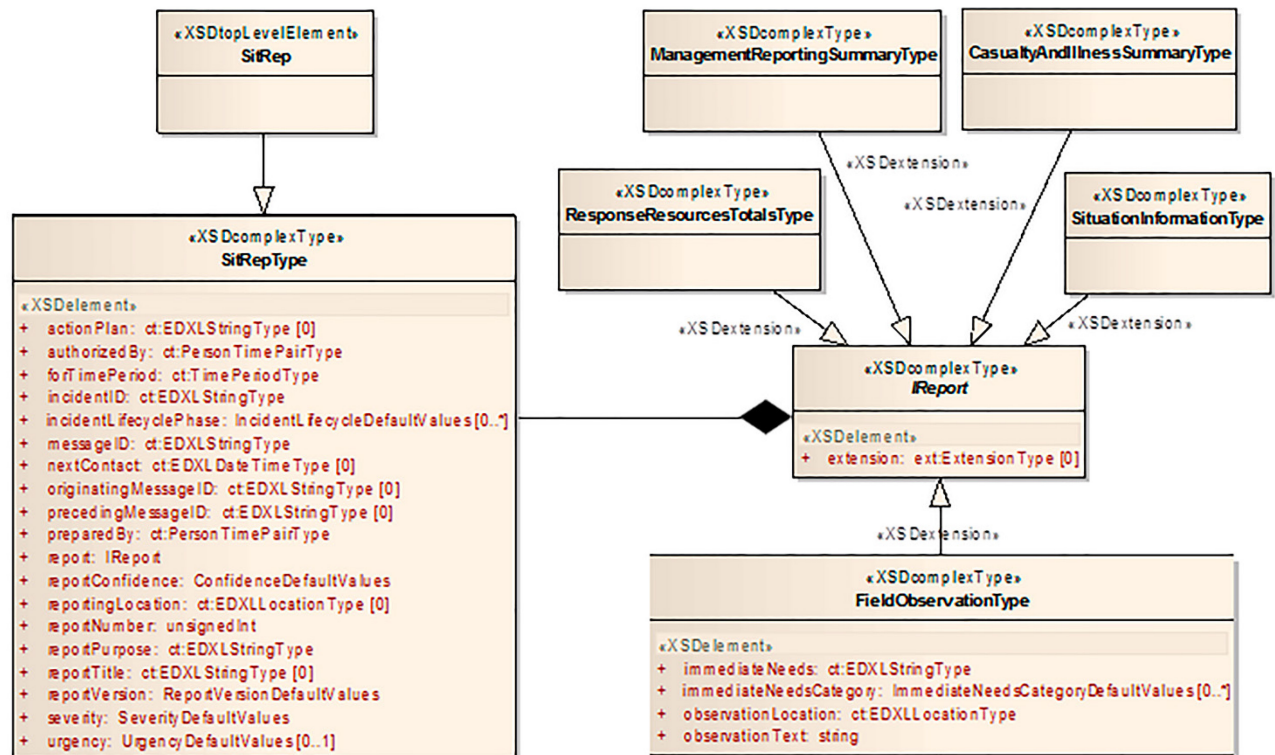 «XSDtopLevelElement»
SitRep
«XSDcomplexType»
ManagementReportingSummaryType
«XSDcomplexType»
CasualtyAndIllnessSummaryType
«XSDextension»
«XSDextension»
«XSDcomplexType»
ResponseResourcesTotalsType
«XSDcomplexType»
SituationInformationType
«XSDextension»
«XSDextension»
«XSDcomplexType»
SitRepType
«XSDelement»
+ actionPlan: ct:EDXLStringType [0]
+ authorizedBy: ct:PersonTimePairType
+ forTimePeriod: ct:TimePeriodType
+ incidentID: ct:EDXLStringType
+ incidentLifecyclePhase: IncidentLifecycleDefaultValues [0..*]
+ messageID: ct:EDXLStringType
+ nextContact: ct:EDXLDateTimeType [0]
+ originatingMessageID: ct:EDXLStringType [0]
+ precedingMessageID: ct:EDXLStringType [0]
+ preparedBy: ct:PersonTimePairType
+ report: IReport
+ reportConfidence: ConfidenceDefaultValues
+ reportingLocation: ct:EDXLLocationType [0]
+ reportNumber: unsignedInt
+ reportPurpose: ct:EDXLStringType
+ reportTitle: ct:EDXLStringType [0]
+ reportVersion: ReportVersionDefaultValues
+ severity: SeverityDefaultValues
+ urgency: UrgencyDefaultValues [0..1]
«XSDcomplexType»
IReport
«XSDelement»
+ extension: ext:ExtensionType [0]
«XSDextension»
«XSDcomplexType»
FieldObservationType
«XSDelement»
+ immediateNeeds: ct:EDXLStringType
+ immediateNeedsCategory: ImmediateNeedsCategoryDefaultValues [0..*]
+ observationLocation: ct:EDXLLocationType
+ observationText: string